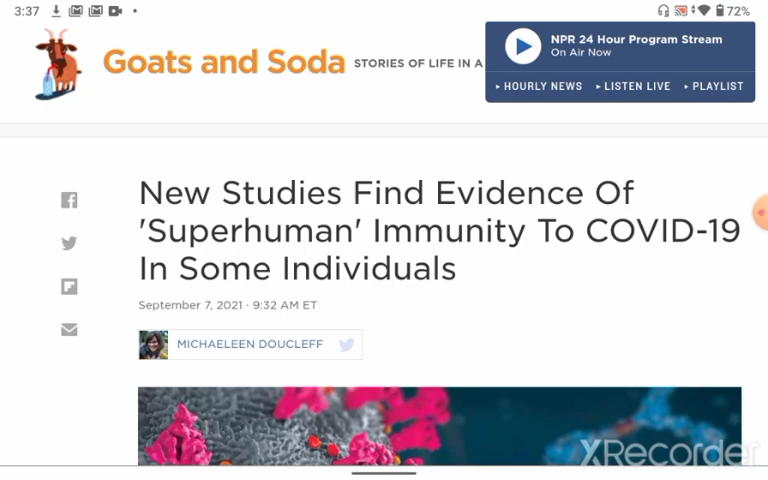 3:37
72%
Goats and Soda STORIES OF LIFE IN A
NPR 24 Hour Program Stream
On Air Now
HOURLY NEWS LISTEN LIVE PLAYLIST
New Studies Find Evidence Of
'Superhuman' Immunity To COVID-19
In Some Individuals
September 7, 2021 · 9:32 AM ET
MICHAELEEN DOUCLEFF
XRecorder